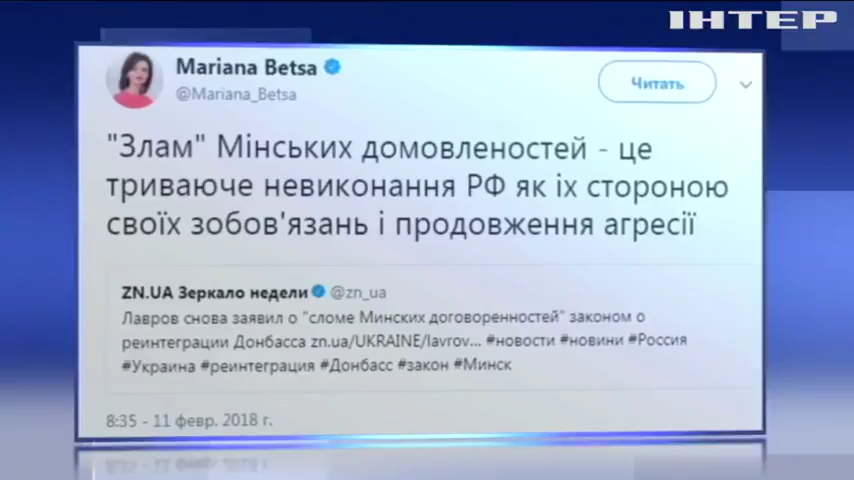 ІНТЕР
Mariana Betsa
@Mariana_Betsa
Читать
"Злам" Мінських домовленостей - це
триваюче невиконання РФ як їх стороною
своїх зобов'язань і продовження агресії
ZN.UA Зеркало недели @zn_ua
Лавров снова заявил о "сломе Минских договоренностей" законом о
реинтеграции Донбасса zn.ua/UKRAINE/lavrov... #новости #новини #Россия
#Украина #реинтеграция #Донбасс #закон #Минск
8:35 - 11 февр. 2018 г.